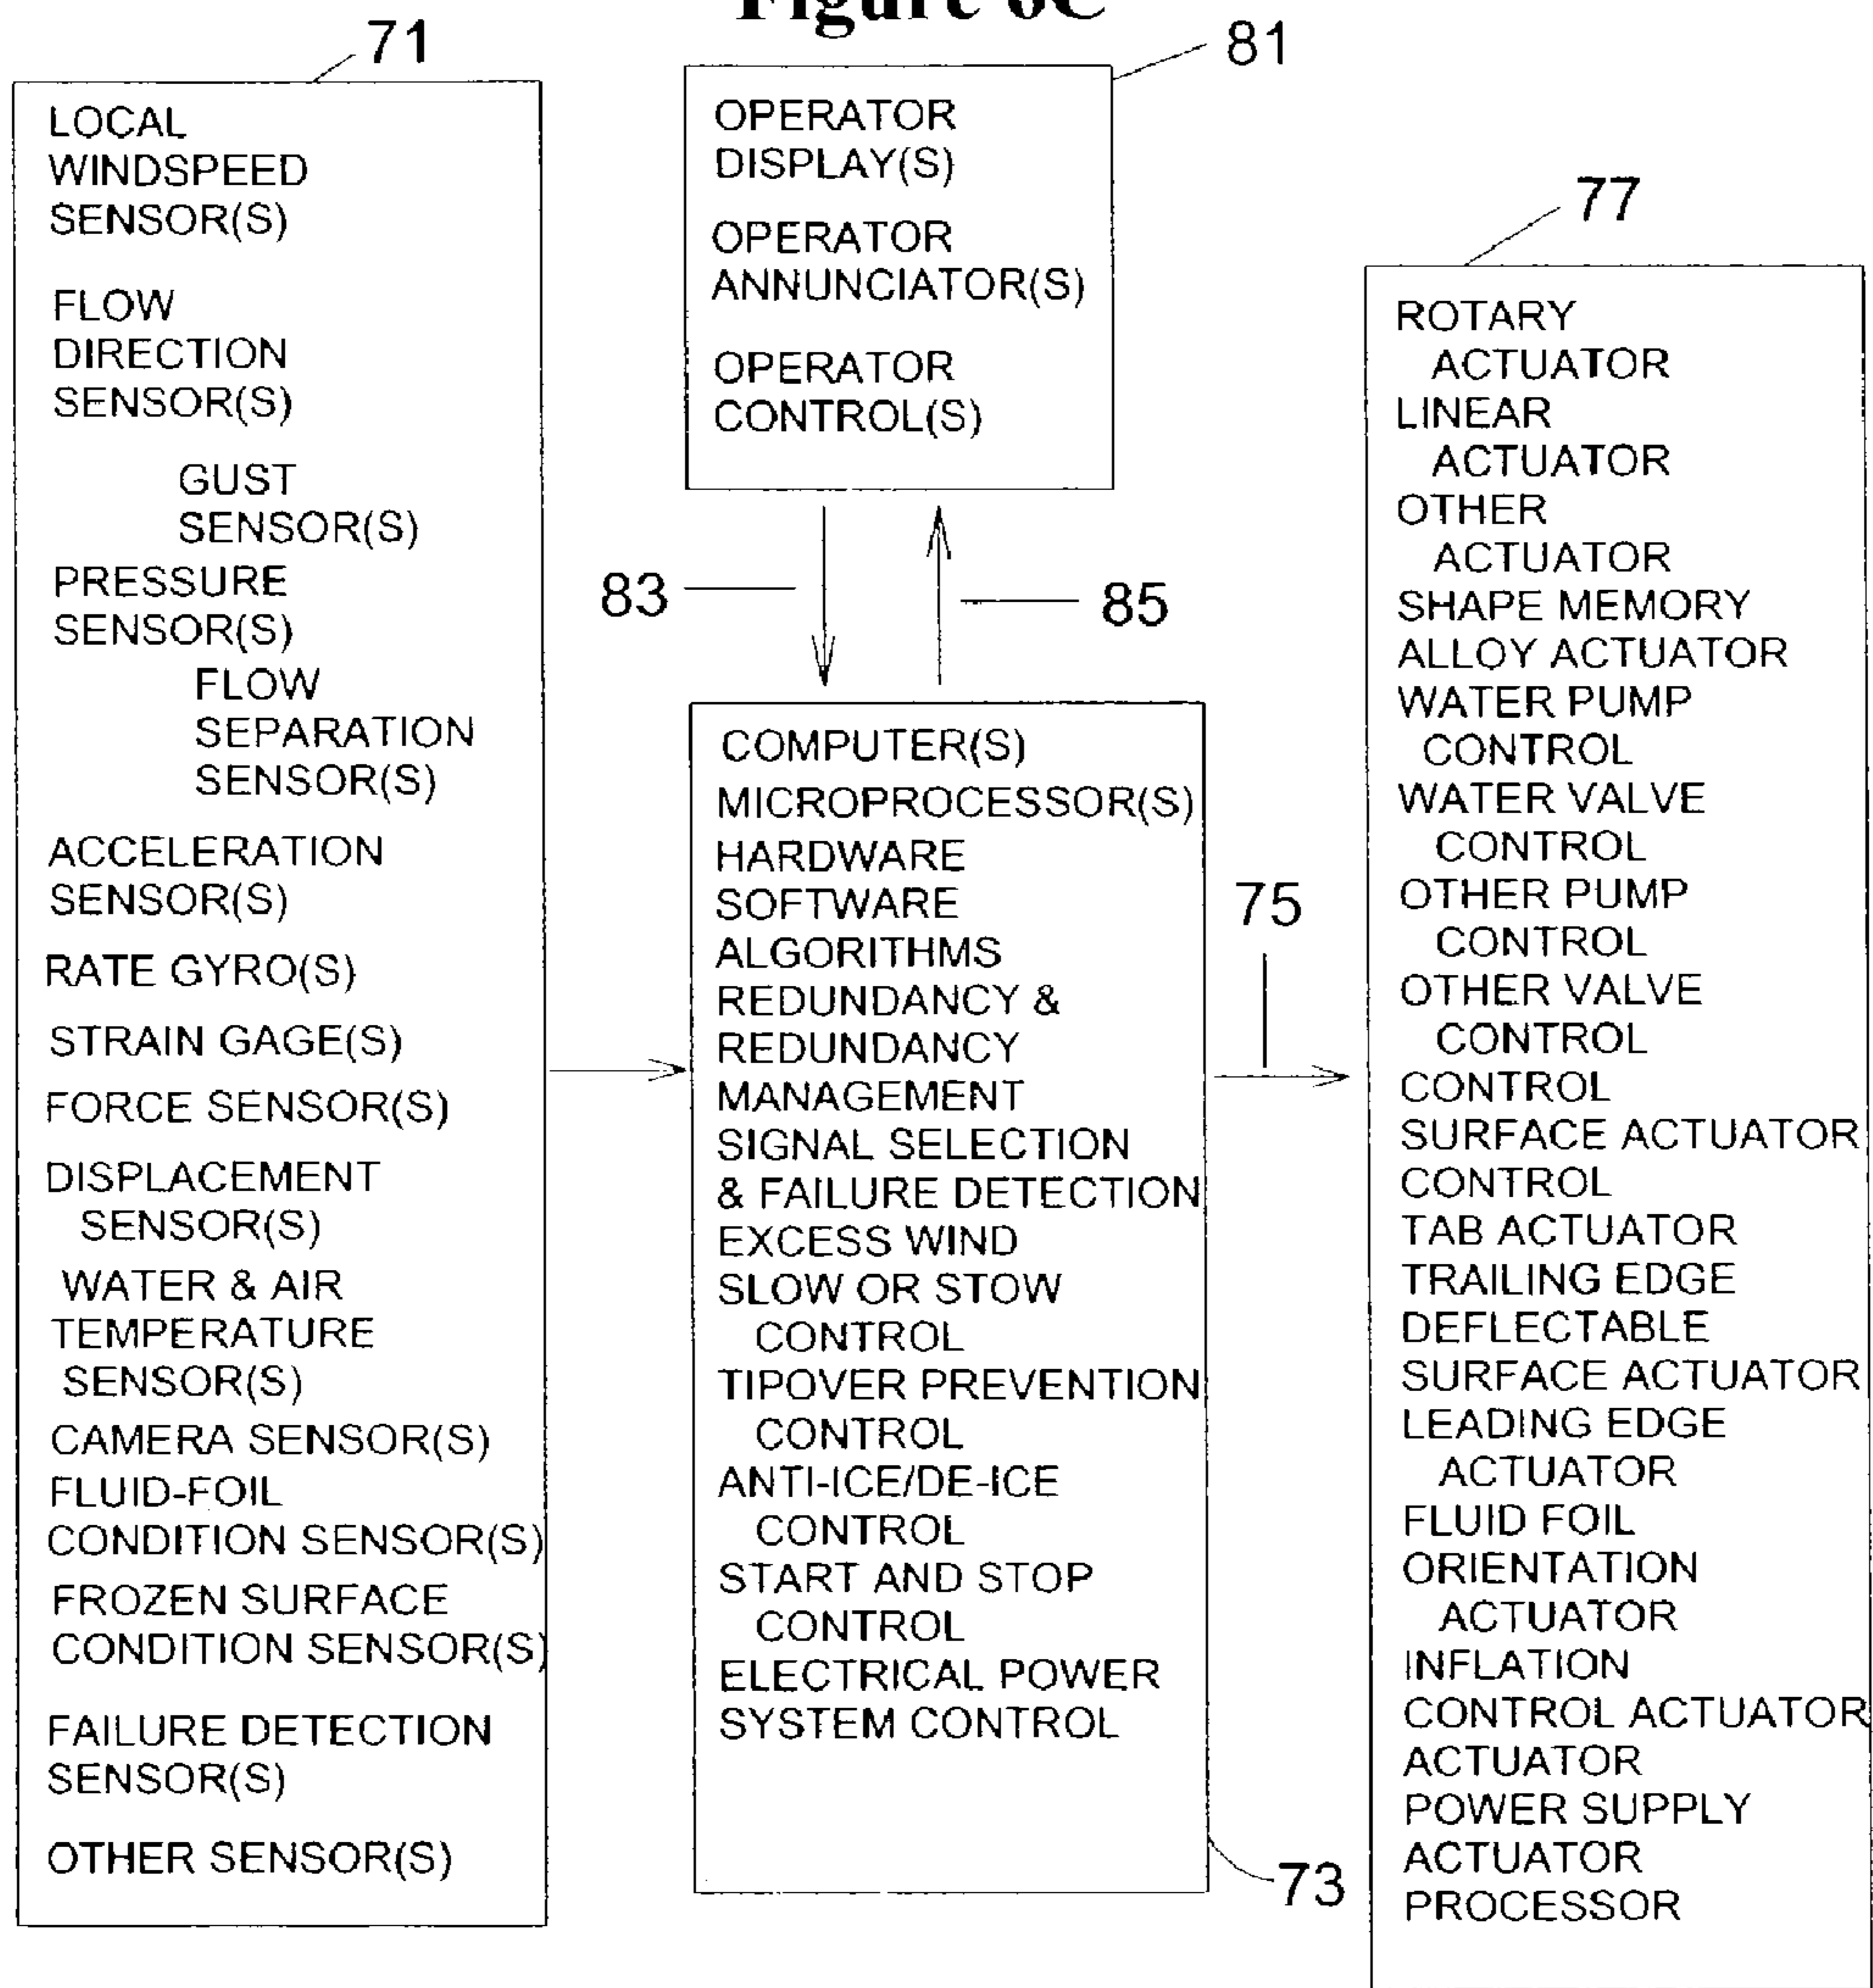 Figure 6C
71
LOCAL
WINDSPEED
SENSOR(S)
FLOW
DIRECTION
SENSOR(S)
GUST
SENSOR(S)
PRESSURE
SENSOR(S)
FLOW
SEPARATION
SENSOR(S)
ACCELERATION
SENSOR(S)
RATE GYRO(S)
STRAIN GAGE(S)
FORCE SENSOR(S)
DISPLACEMENT
SENSOR(S)
WATER & AIR
TEMPERATURE
SENSOR(S)
CAMERA SENSOR(S)
FLUID-FOIL
CONDITION SENSOR(S)
FROZEN SURFACE
CONDITION SENSOR(S)
FAILURE DETECTION
SENSOR(S)
OTHER SENSOR(S)
81
OPERATOR
DISPLAY(S)
OPERATOR
ANNUNCIATOR(S)
OPERATOR
CONTROL(S)
83
85
COMPUTER(S)
MICROPROCESSOR(S)
HARDWARE
SOFTWARE
ALGORITHMS
REDUNDANCY &
REDUNDANCY
MANAGEMENT
SIGNAL SELECTION
& FAILURE DETECTION
EXCESS WIND
SLOW OR STOW
CONTROL
TIPOVER PREVENTION
CONTROL
ANTI-ICE/DE-ICE
CONTROL
START AND STOP
CONTROL
ELECTRICAL POWER
SYSTEM CONTROL
73
75
77
ROTARY
ACTUATOR
LINEAR
ACTUATOR
OTHER
ACTUATOR
SHAPE MEMORY
ALLOY ACTUATOR
WATER PUMP
CONTROL
WATER VALVE
CONTROL
OTHER PUMP
CONTROL
OTHER VALVE
CONTROL
CONTROL
SURFACE ACTUATOR
CONTROL
TAB ACTUATOR
TRAILING EDGE
DEFLECTABLE
SURFACE ACTUATOR
LEADING EDGE
ACTUATOR
FLUID FOIL
ORIENTATION
ACTUATOR
INFLATION
CONTROL ACTUATOR
ACTUATOR
POWER SUPPLY
ACTUATOR
PROCESSOR